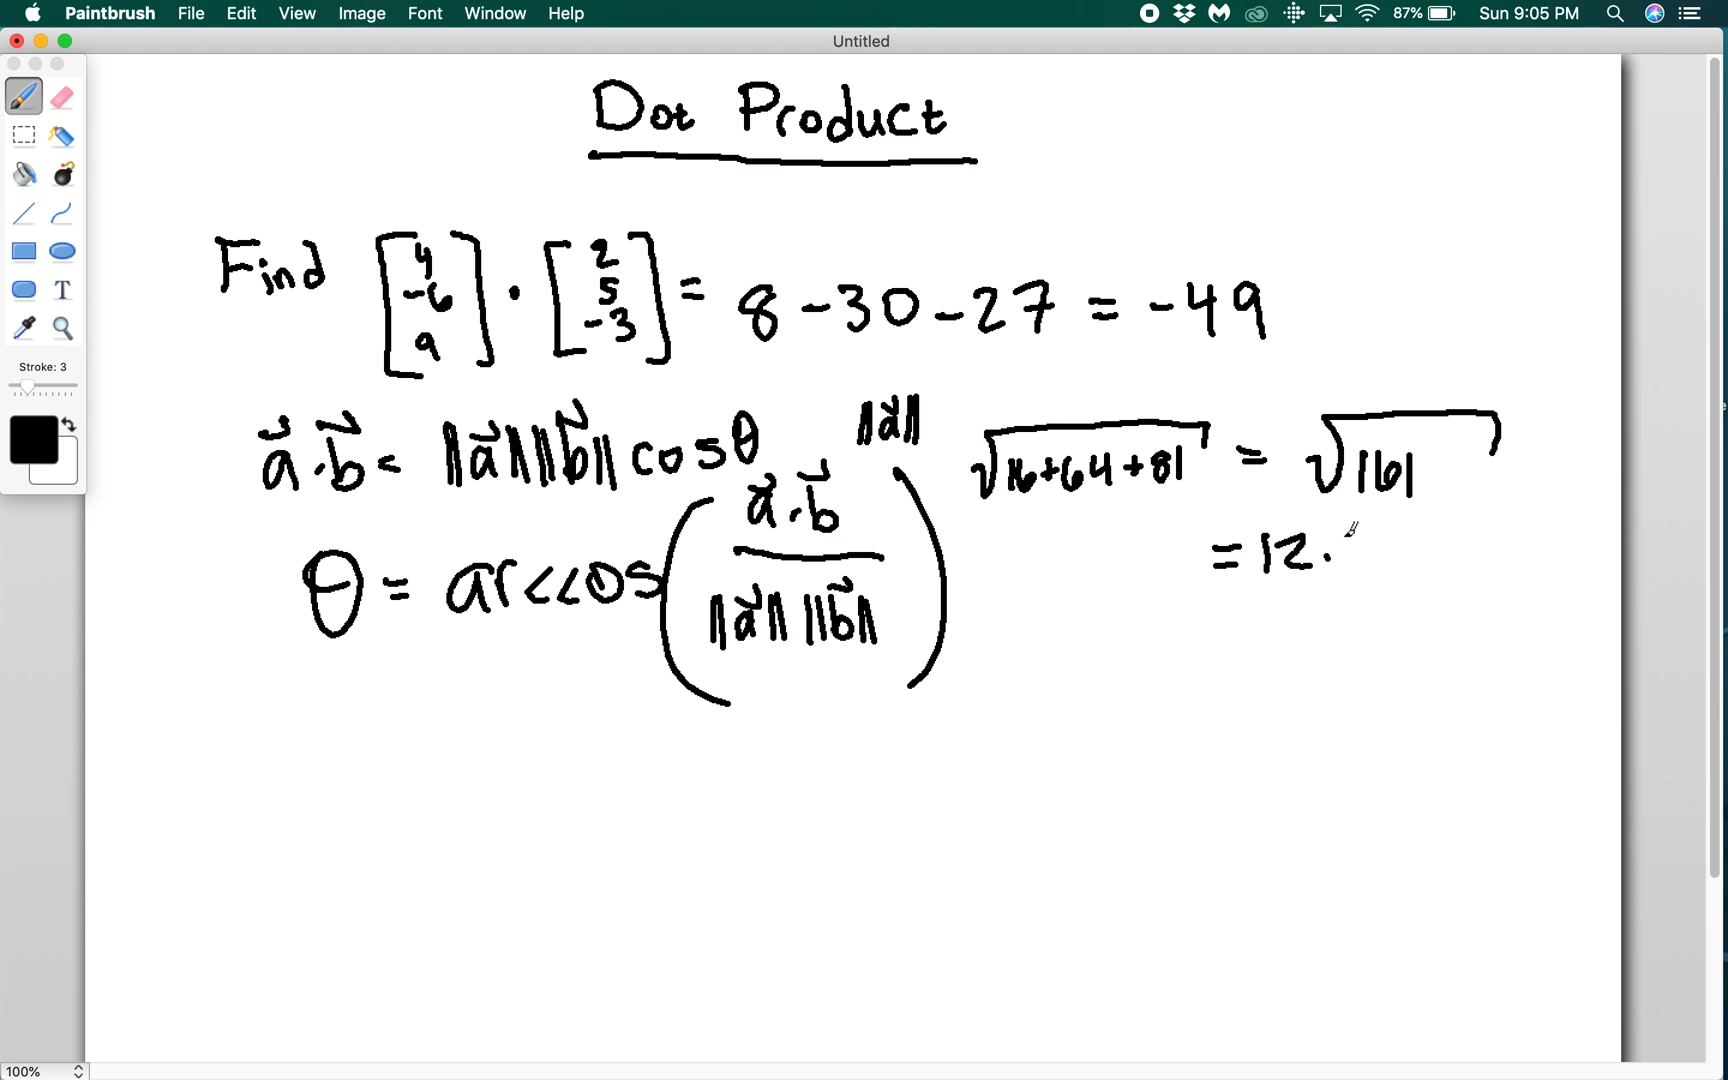 Paintbrush File Edit View Image Font Window Help 87% Sun 9:05 PM
Untitled
Dot Product
Find [4 -6 9] · [2 5 -3] = 8 - 30 - 27 = -49
a⃗ · b⃗ = ||a⃗|| ||b⃗|| cos θ
||a⃗|| √16+64+81 = √161
= 12.
θ = arccos( a⃗ · b⃗ / ||a⃗|| ||b⃗|| )
T
Stroke: 3
100%